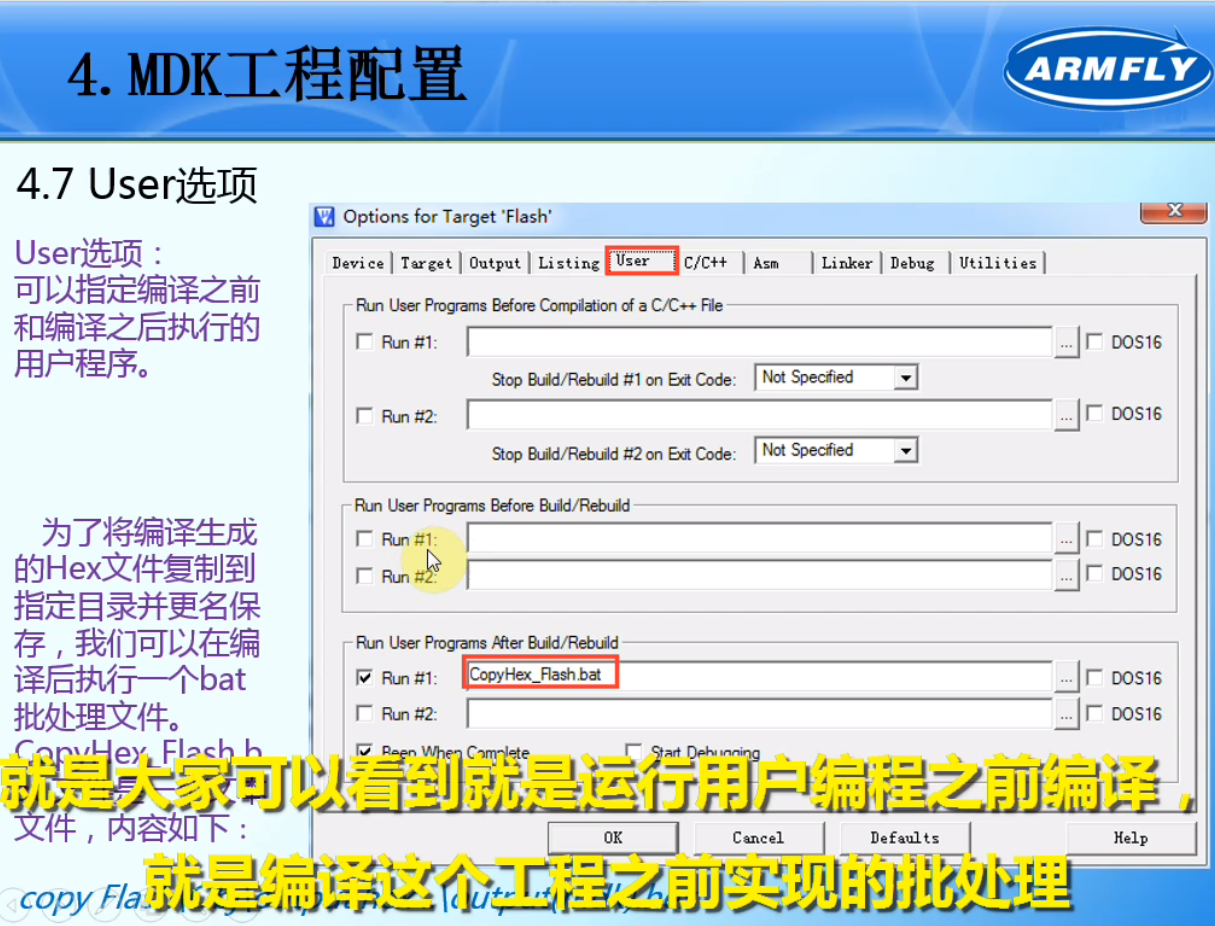 4.MDK工程配置
ARMFLY
4.7 User选项
User选项：
可以指定编译之前
和编译之后执行的
用户程序。
为了将编译生成
的Hex文件复制到
指定目录并更名保
存，我们可以在编
译后执行一个bat
批处理文件。
CopyHex_Flash.b
文件，内容如下：
Options for Target 'Flash'
Device Target Output Listing User C/C++ Asm Linker Debug Utilities
Run User Programs Before Compilation of a C/C++ File
Run #1: ... DOS16
Stop Build/Rebuild #1 on Exit Code: Not Specified
Run #2: ... DOS16
Stop Build/Rebuild #2 on Exit Code: Not Specified
Run User Programs Before Build/Rebuild
Run #1: ... DOS16
Run #2: ... DOS16
Run User Programs After Build/Rebuild
Run #1: CopyHex_Flash.bat ... DOS16
Run #2: ... DOS16
Beep When Complete Start Debugging
OK Cancel Defaults Help
就是大家可以看到就是运行用户编程之前编译，
就是编译这个工程之前实现的批处理
copy